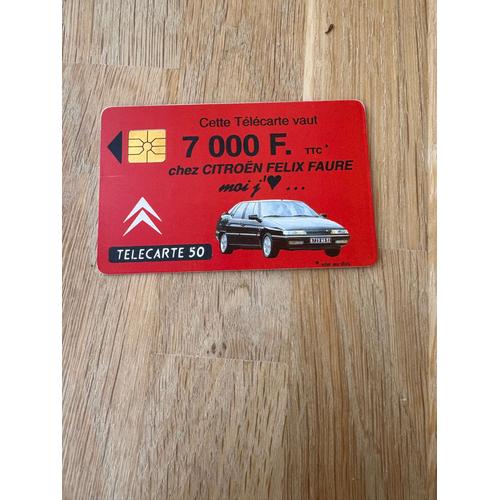 Cette Télécarte vaut
7 000 F. TTC*
chez CITROËN FELIX FAURE
moi j'♥...
TELECARTE 50